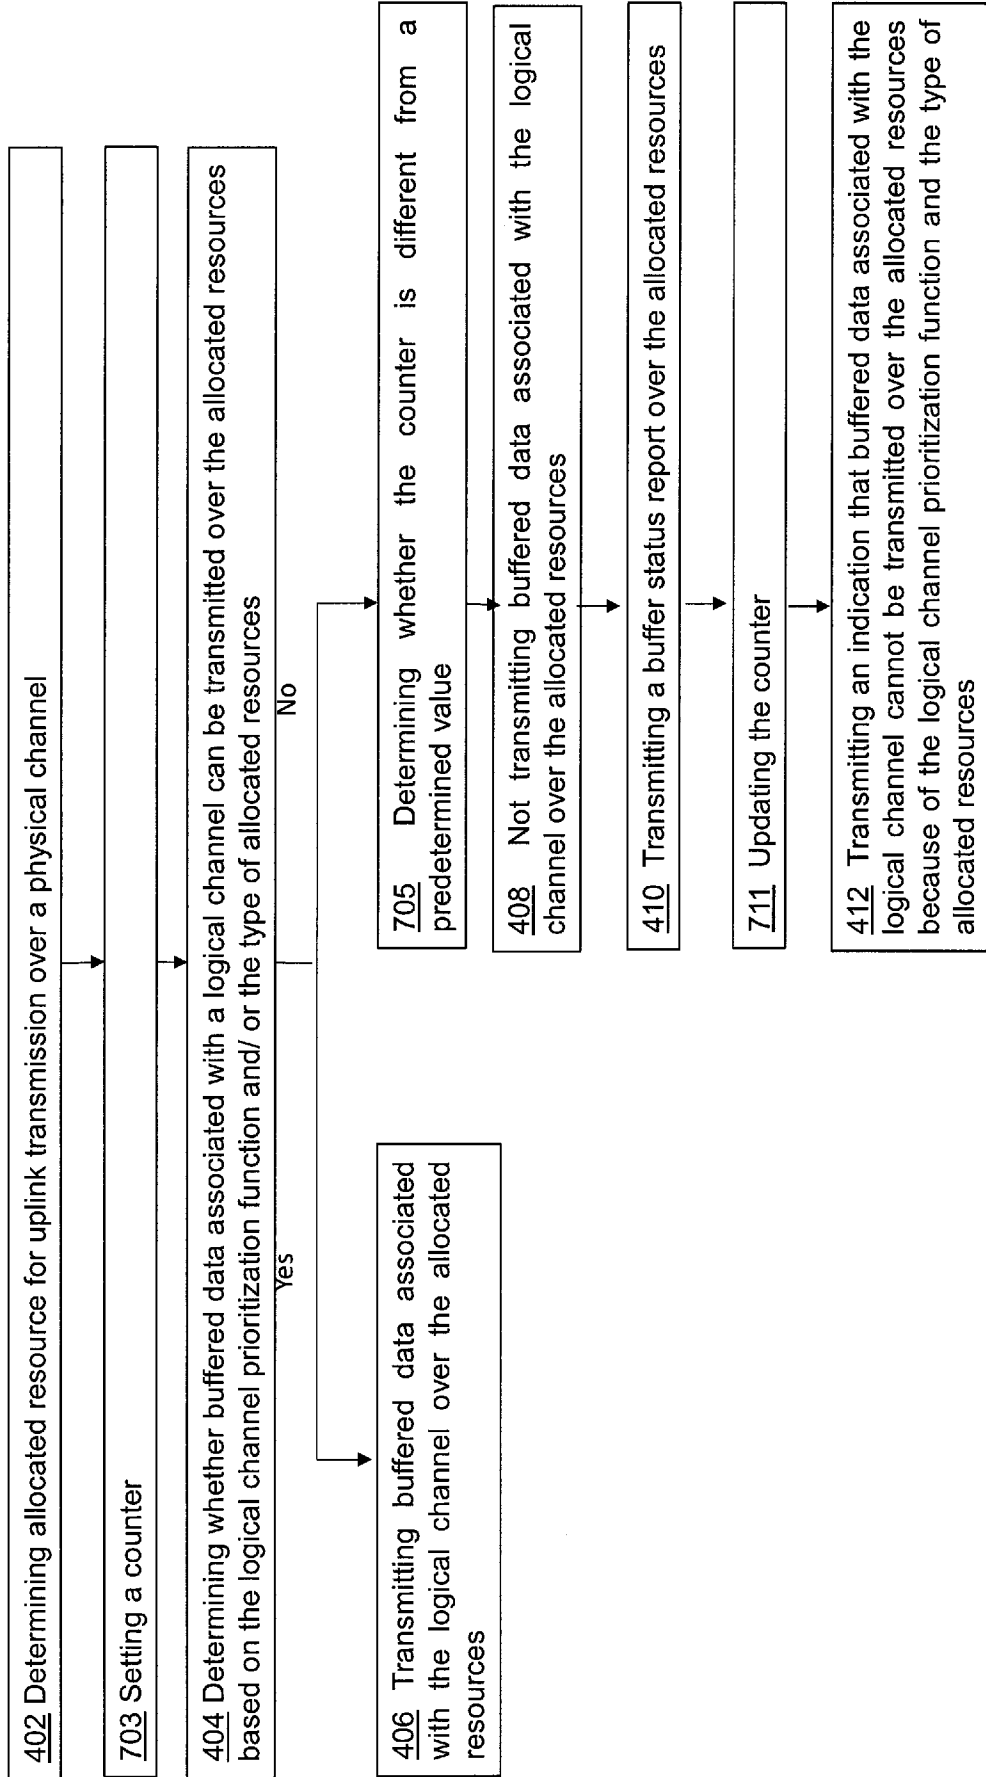 402 Determining allocated resource for uplink transmission over a physical channel
703 Setting a counter
404 Determining whether buffered data associated with a logical channel can be transmitted over the allocated resources
based on the logical channel prioritization function and/ or the type of allocated resources
Yes
No
406 Transmitting buffered data associated
with the logical channel over the allocated
resources
705 Determining whether the counter is different from a
predetermined value
408 Not transmitting buffered data associated with the logical
channel over the allocated resources
410 Transmitting a buffer status report over the allocated resources
711 Updating the counter
412 Transmitting an indication that buffered data associated with the
logical channel cannot be transmitted over the allocated resources
because of the logical channel prioritization function and the type of
allocated resources